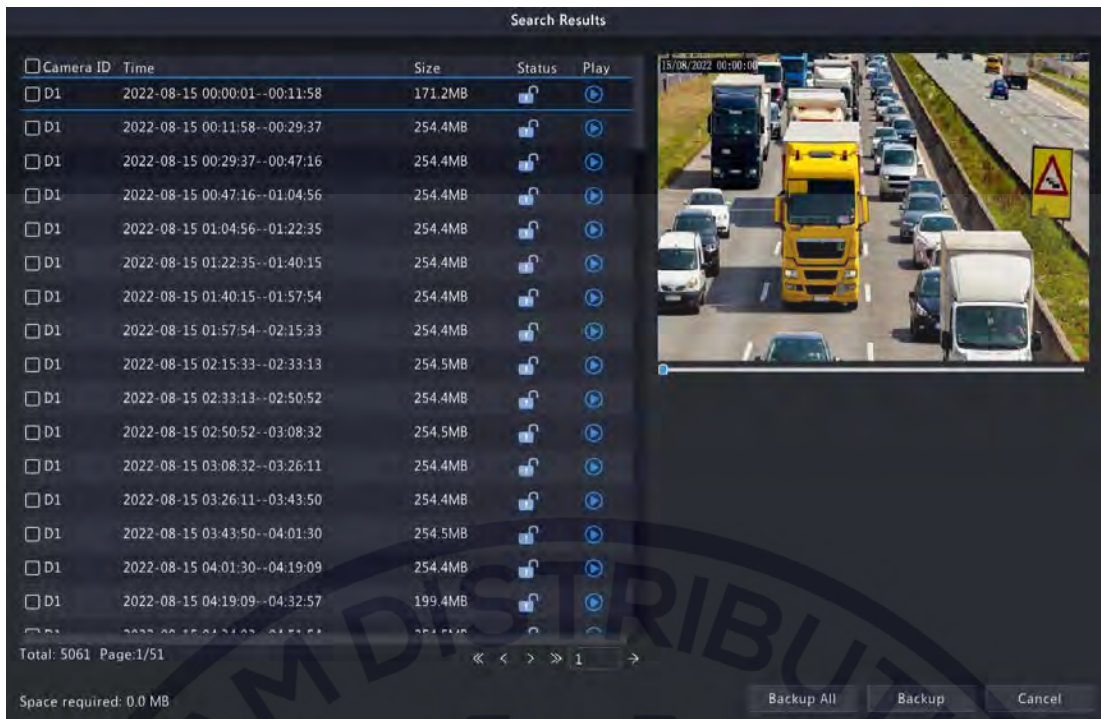 Search Results
Camera ID Time Size Status Play
15/08/2022 00:00:00
D1 2022-08-15 00:00:01--00:11:58 171.2MB
D1 2022-08-15 00:11:58--00:29:37 254.4MB
D1 2022-08-15 00:29:37--00:47:16 254.4MB
D1 2022-08-15 00:47:16--01:04:56 254.4MB
D1 2022-08-15 01:04:56--01:22:35 254.4MB
D1 2022-08-15 01:22:35--01:40:15 254.4MB
D1 2022-08-15 01:40:15--01:57:54 254.4MB
D1 2022-08-15 01:57:54--02:15:33 254.4MB
D1 2022-08-15 02:15:33--02:33:13 254.5MB
D1 2022-08-15 02:33:13--02:50:52 254.4MB
D1 2022-08-15 02:50:52--03:08:32 254.5MB
D1 2022-08-15 03:08:32--03:26:11 254.4MB
D1 2022-08-15 03:26:11--03:43:50 254.4MB
D1 2022-08-15 03:43:50--04:01:30 254.5MB
D1 2022-08-15 04:01:30--04:19:09 254.4MB
D1 2022-08-15 04:19:09--04:32:57 199.4MB
Total: 5061 Page:1/51
« < > » 1 →
Space required: 0.0 MB
Backup All Backup Cancel